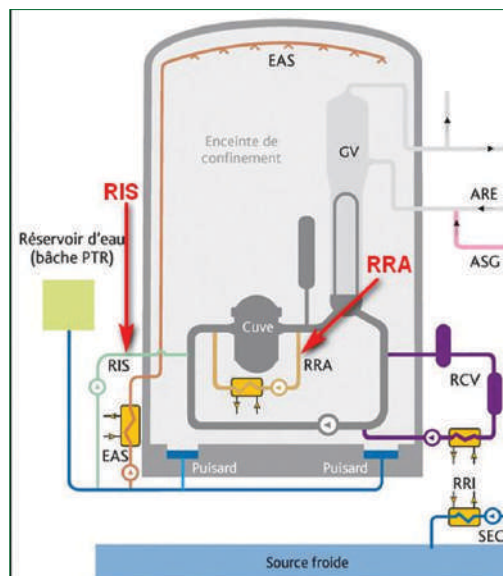 EAS
Enceinte de
confinement
GV
RIS
ARE
Réservoir d'eau
(bâche PTR)
RRA
ASG
Cuve
RIS
RRA
RCV
EAS
Puisard
Puisard
RRI
SEC
Source froide